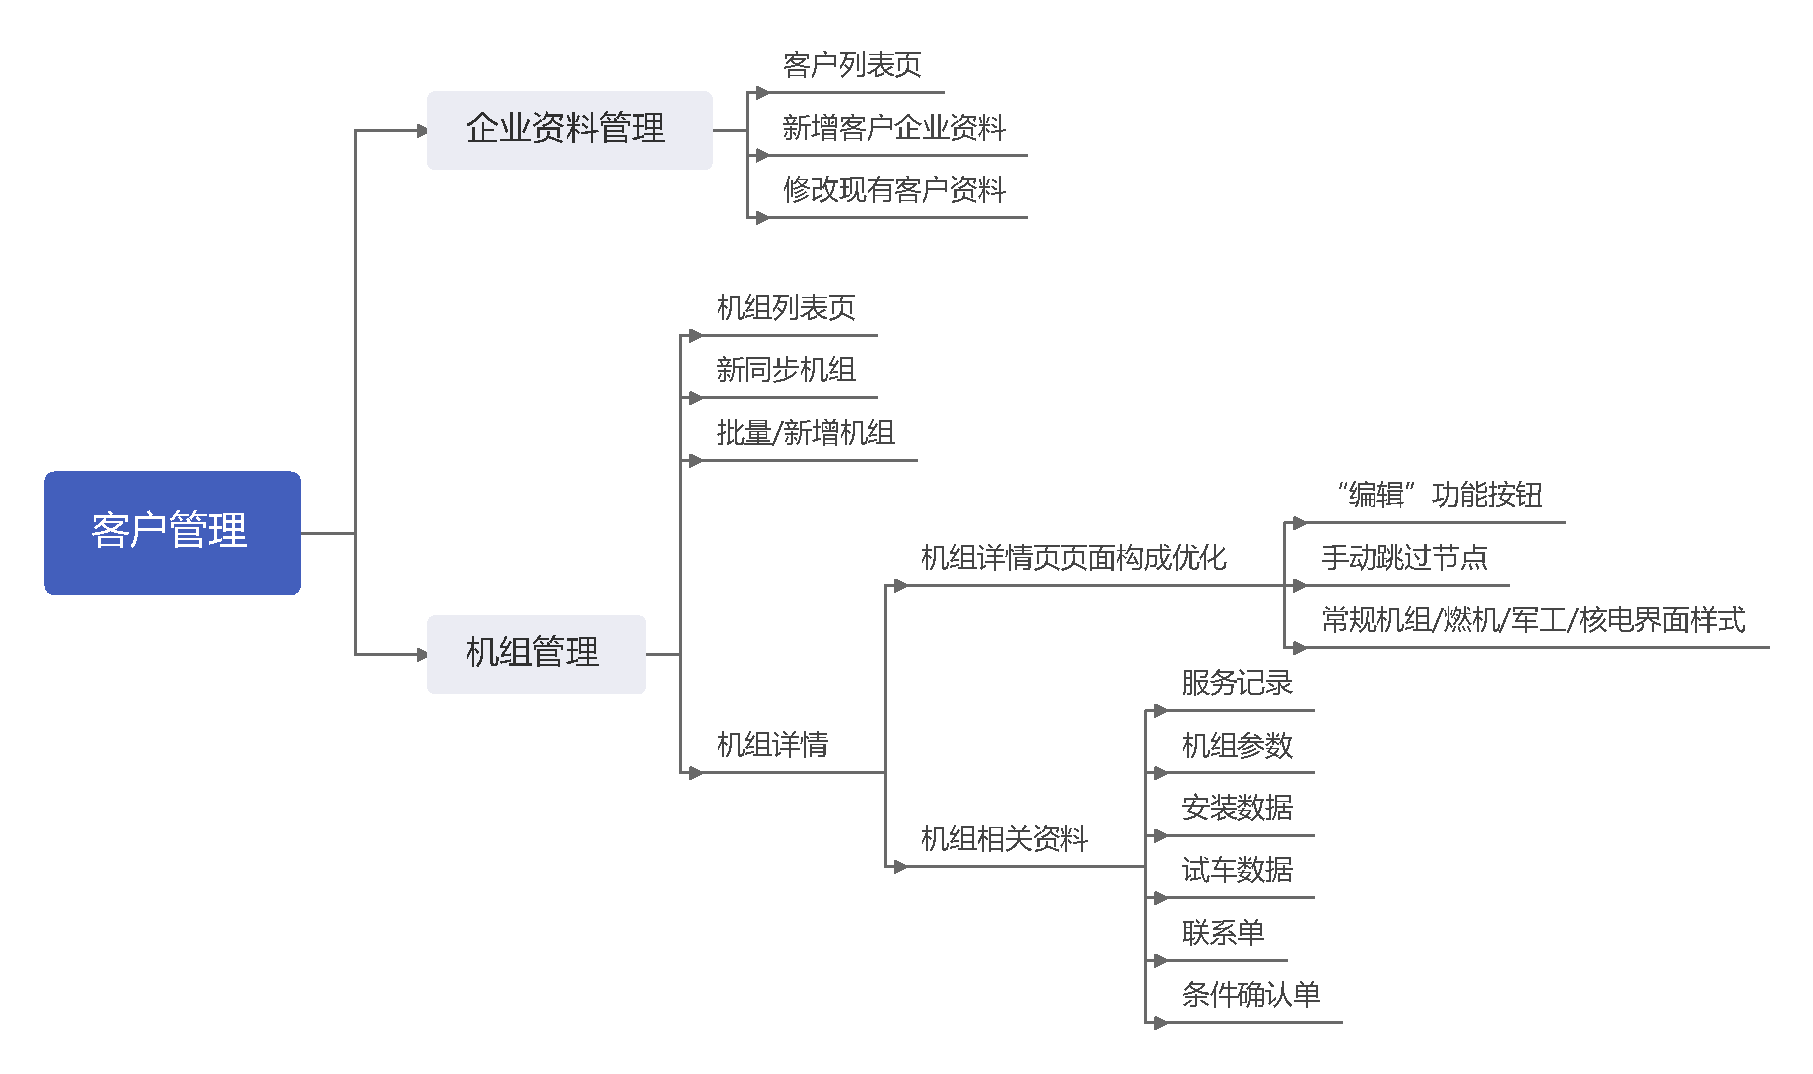 客户管理
企业资料管理
客户列表页
新增客户企业资料
修改现有客户资料
机组管理
机组列表页
新同步机组
批量/新增机组
机组详情
机组详情页页面构成优化
“编辑”功能按钮
手动跳过节点
常规机组/燃机/军工/核电界面样式
机组相关资料
服务记录
机组参数
安装数据
试车数据
联系单
条件确认单